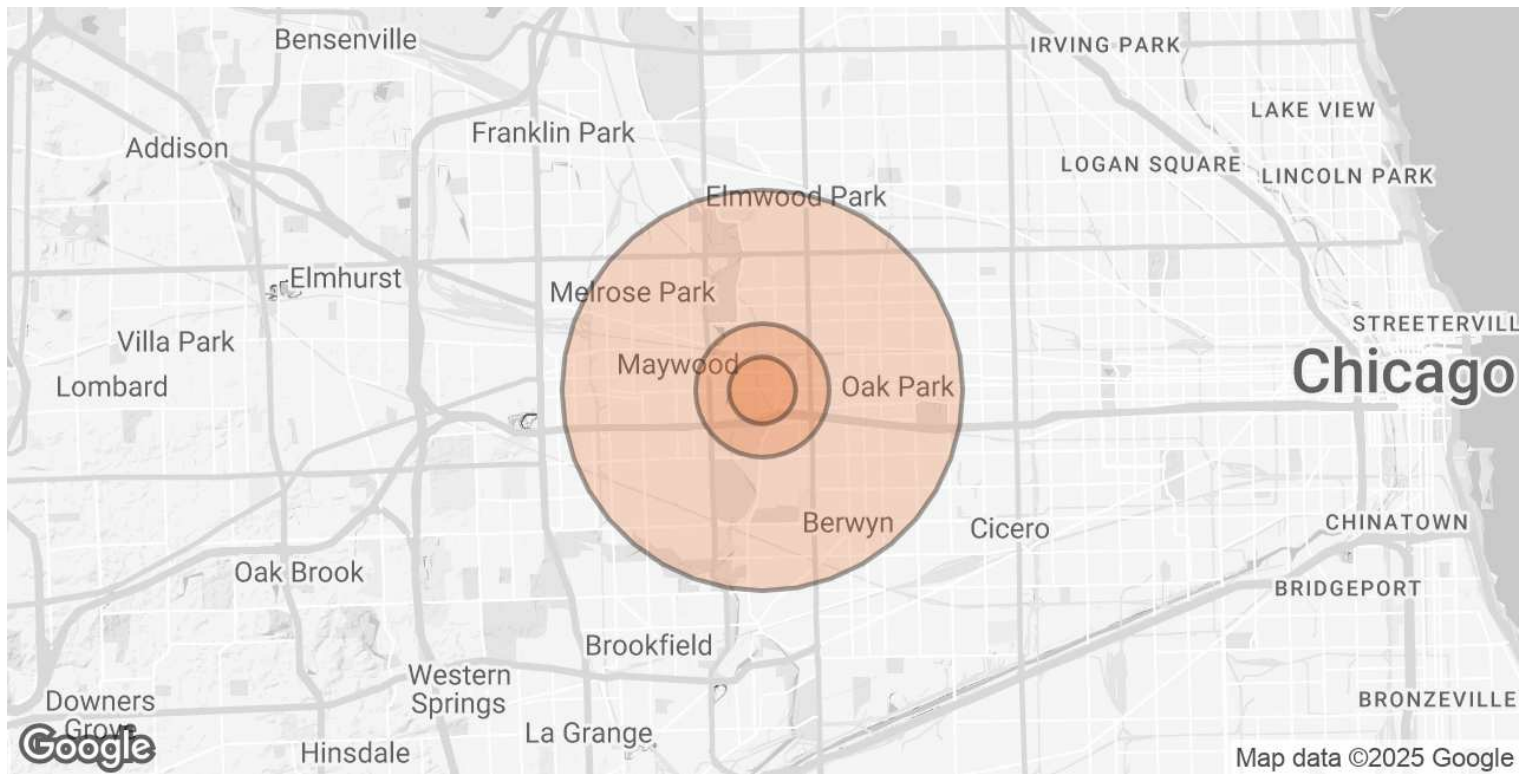 Bensenville
IRVING PARK
LAKE VIEW
Franklin Park
Addison
LOGAN SQUARE
LINCOLN PARK
Elmwood Park
Elmhurst
Melrose Park
STREETERVILL
Villa Park
Maywood
Chicago
Lombard
Oak Park
Berwyn
Cicero
CHINATOWN
Oak Brook
BRIDGEPORT
Brookfield
Western
Springs
Downers
Grove
BRONZEVILLE
La Grange
Hinsdale
Google
Map data ©2025 Google